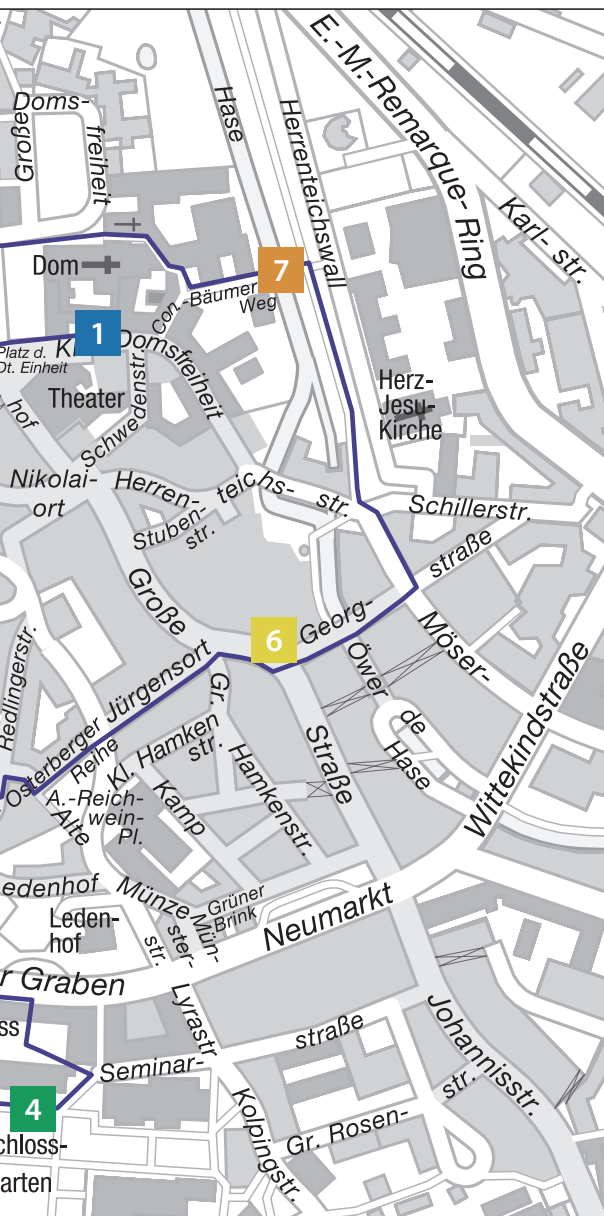 E.-M.-Remarque- Ring
Hase
Herrenteichswall
Große
Doms-
freiheit
Karl- str.
7
Dom
Con.-Bäumer
Weg
1
Platz d.
Dt. Einheit
Domsfreiheit
Theater
Schwedenstr.
Herz-
Jesu-
Kirche
hof
Nikolai-
ort
Herren-
teichs-
str.
Schillerstr.
Stuben-
str.
straße
Georg-
6
Große
Möser-
Öwer
de
Hase
Redlingerstr.
Osterberger
Reihe
Jürgensort
Gr.
Hamkenstr.
Kl. Hamken
str.
Straße
Wittekindstraße
A.-Reich-
wein-
Pl.
Kamp
Alte
Münze
edenhof
Leden-
hof
Grüner
Brink
Mün-
ster-
str.
Neumarkt
r Graben
Lyrastr
Johannisstr.
ss
Seminar-
straße
4
Kolpingstr.
Gr. Rosen-
str.
chloss-
arten